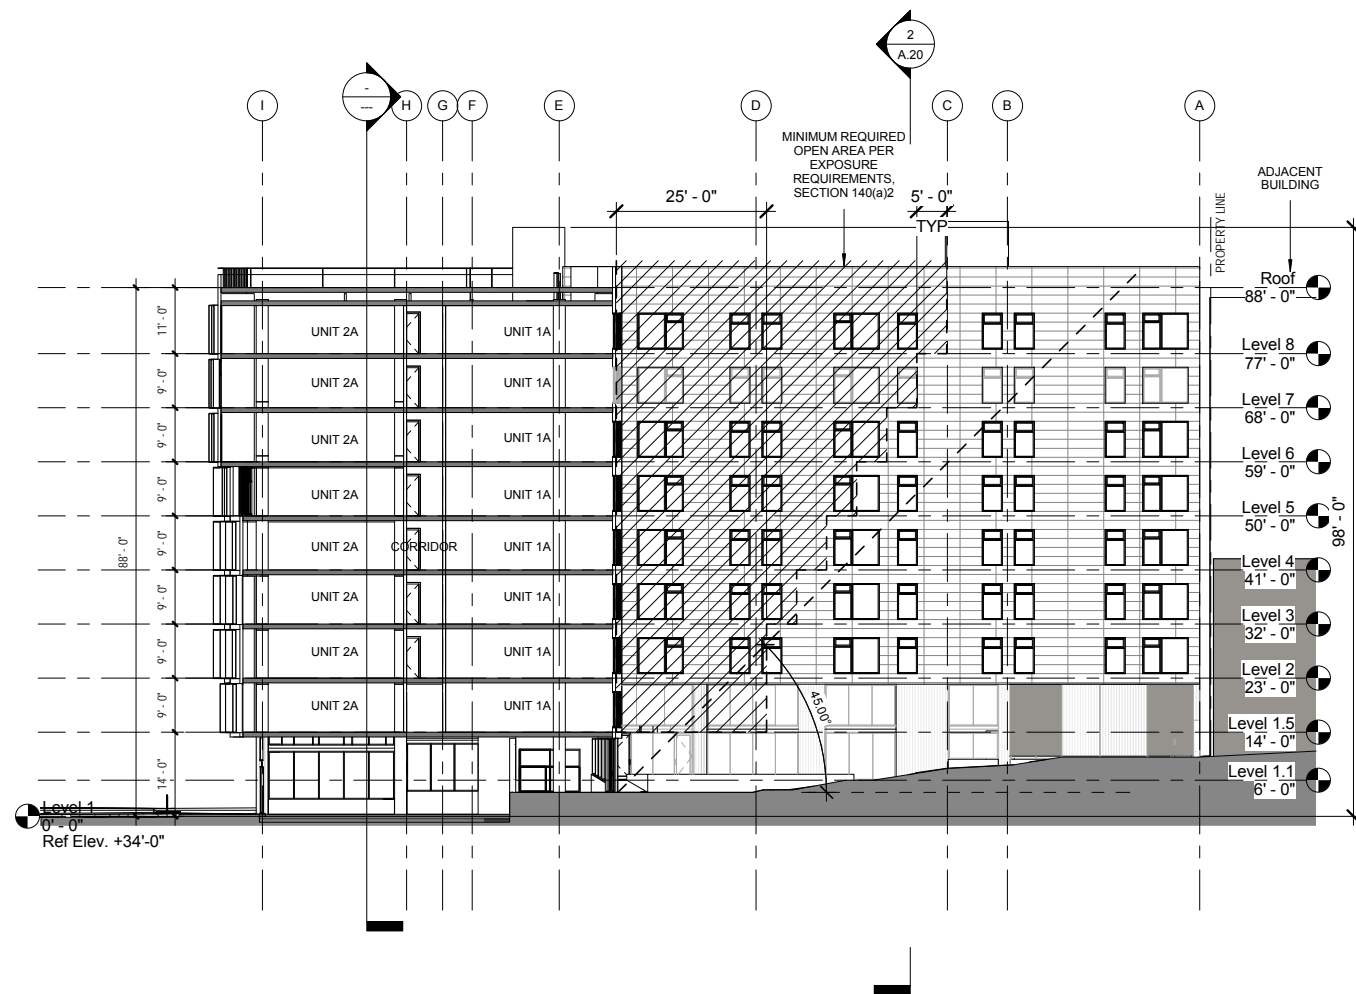 2
A.20
-
---
I
H
G
F
E
D
C
B
A
MINIMUM REQUIRED
OPEN AREA PER
EXPOSURE
REQUIREMENTS,
SECTION 140(a)2
25' - 0"
5' - 0"
TYP
PROPERTY LINE
ADJACENT
BUILDING
Roof
88' - 0"
11' - 0"
UNIT 2A
UNIT 1A
Level 8
77' - 0"
9' - 0"
UNIT 2A
UNIT 1A
Level 7
68' - 0"
9' - 0"
UNIT 2A
UNIT 1A
Level 6
59' - 0"
9' - 0"
UNIT 2A
UNIT 1A
Level 5
50' - 0"
98' - 0"
88' - 0"
9' - 0"
UNIT 2A
CORRIDOR
UNIT 1A
Level 4
41' - 0"
9' - 0"
UNIT 2A
UNIT 1A
Level 3
32' - 0"
9' - 0"
UNIT 2A
UNIT 1A
Level 2
23' - 0"
9' - 0"
UNIT 2A
UNIT 1A
45.00°
Level 1.5
14' - 0"
14' - 0"
Level 1.1
6' - 0"
Level 1
0' - 0"
Ref Elev. +34'-0"